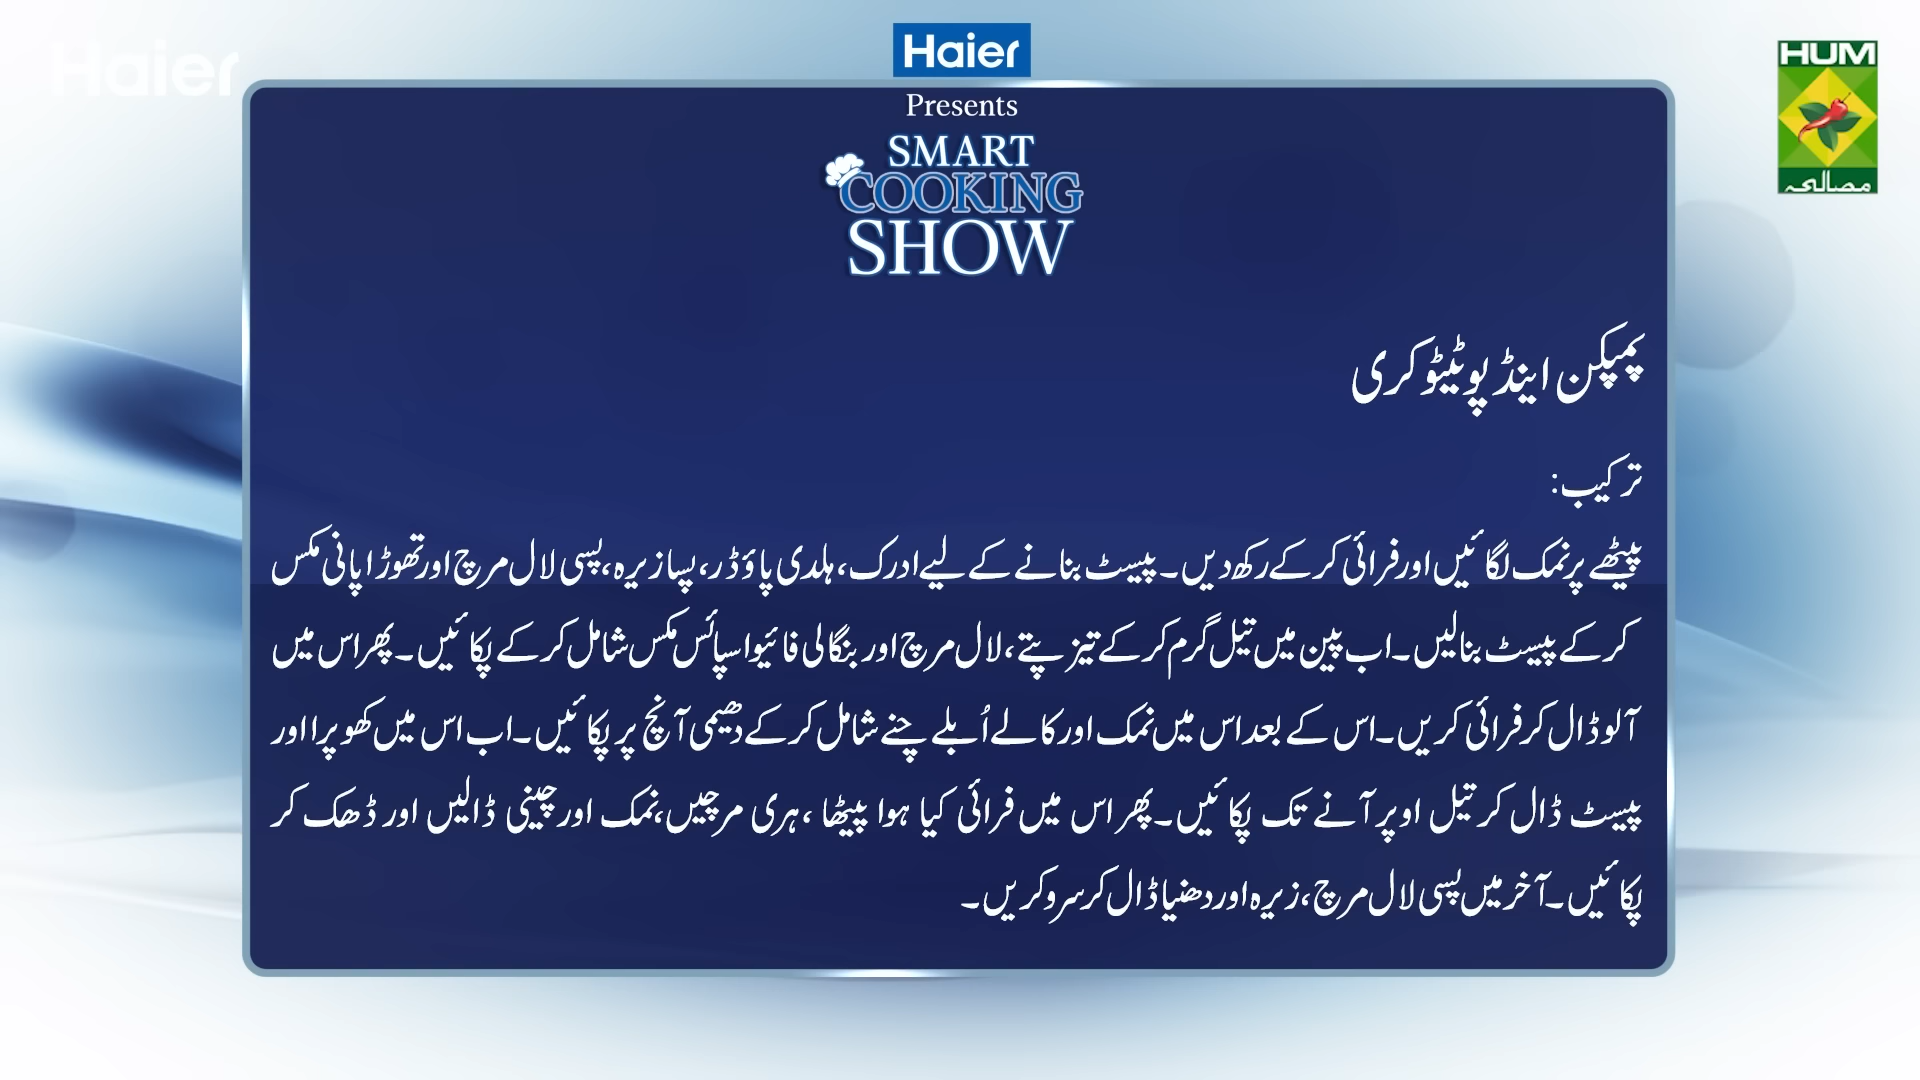 Haier
Haier
HUM
مصالحہ
Presents
SMART
COOKING
SHOW
پمپکن اینڈ پوٹیٹو کری
ترکیب:
پیٹھے پر نمک لگائیں اور فرائی کر کے رکھ دیں۔ پیسٹ بنانے کے لیے ادرک، ہلدی پاؤڈر، پسا زیرہ، پسی لال مرچ اور تھوڑا پانی مکس
کر کے پیسٹ بنالیں۔ اب پین میں تیل گرم کر کے تیز پتے، لال مرچ اور بنگالی فائیو اسپائس مکس شامل کر کے پکائیں۔ پھر اس میں
آلو ڈال کر فرائی کریں۔ اس کے بعد اس میں نمک اور کالے اُبلے چنے شامل کر کے دھیمی آنچ پر پکائیں۔ اب اس میں کھوپرا اور
پیسٹ ڈال کر تیل اوپر آنے تک پکائیں۔ پھر اس میں فرائی کیا ہوا پیٹھا ، ہری مرچیں، نمک اور چینی ڈالیں اور ڈھک کر
پکائیں۔ آخر میں پسی لال مرچ، زیرہ اور دھنیا ڈال کر سرو کریں۔